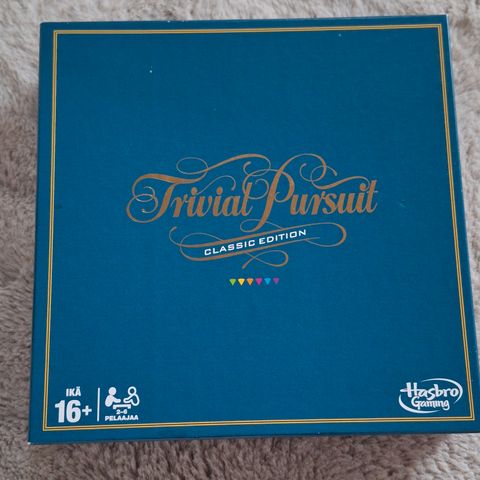 Trivial Pursuit
CLASSIC EDITION
IKÄ
16+
2-6
PELAAJAA
Hasbro
Gaming